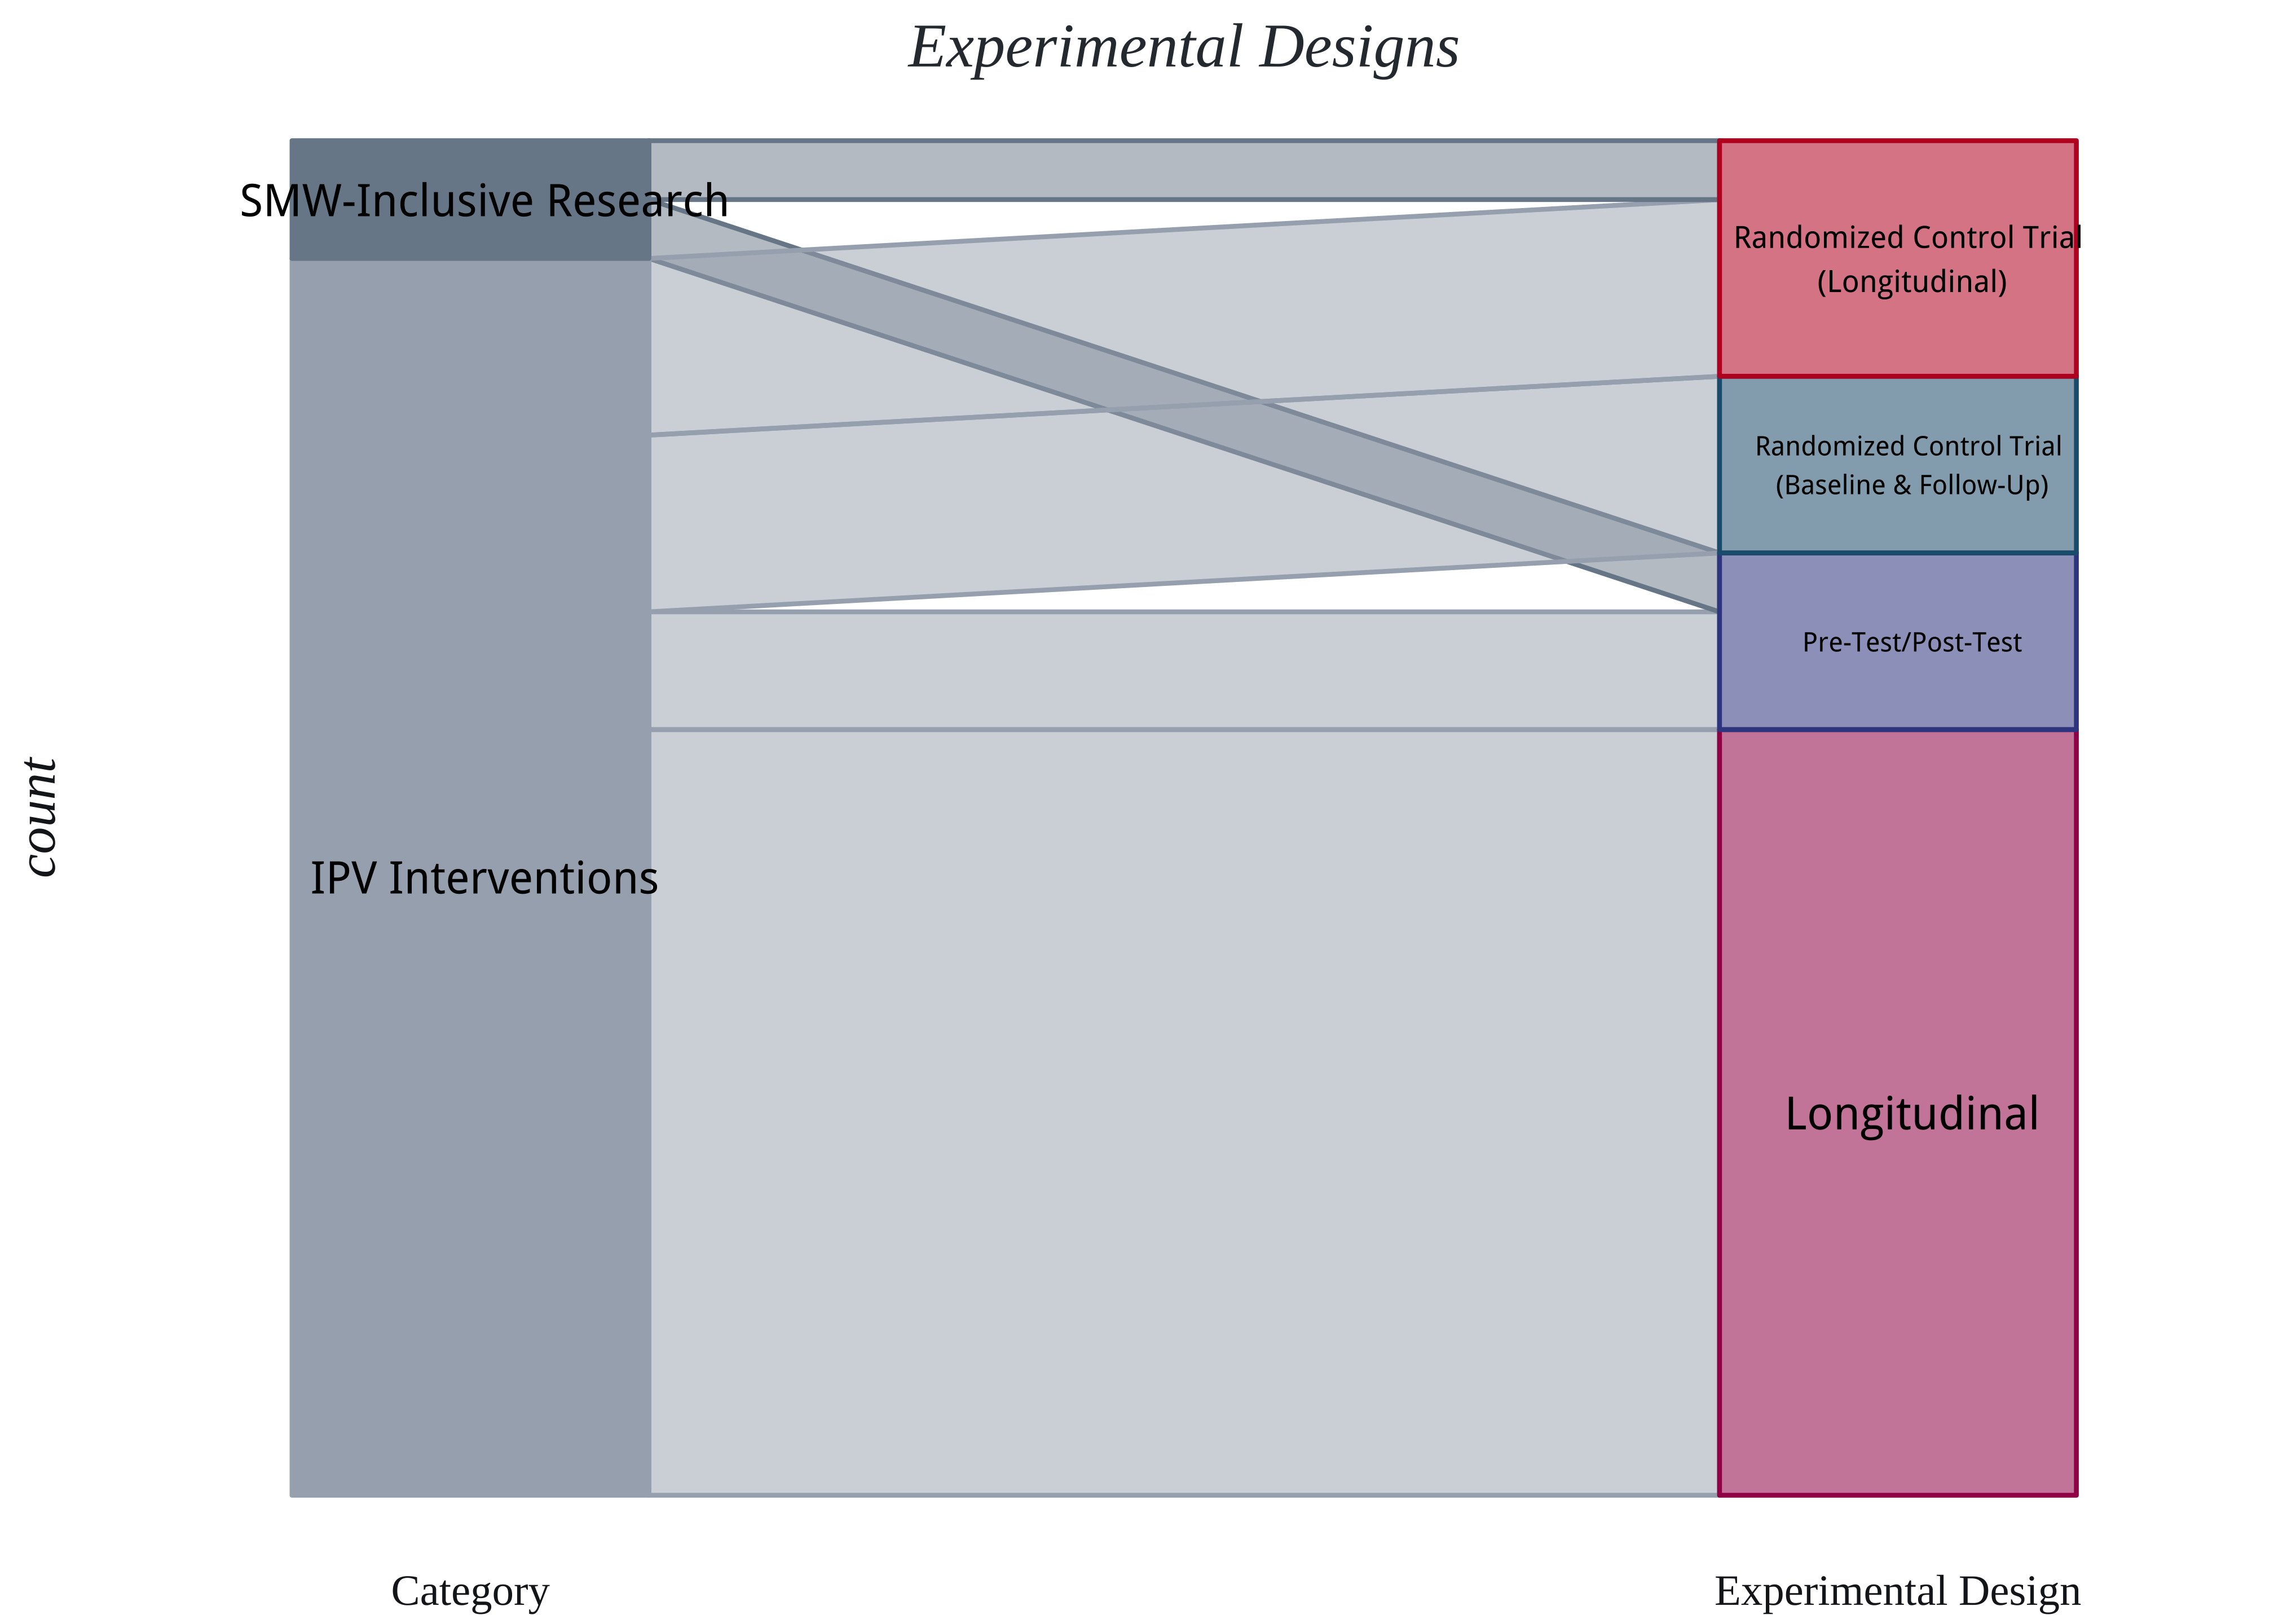 Experimental Designs
SMW-Inclusive Research
Randomized Control Trial
(Longitudinal)
Randomized Control Trial
(Baseline & Follow-Up)
Pre-Test/Post-Test
count
IPV Interventions
Longitudinal
Category
Experimental Design